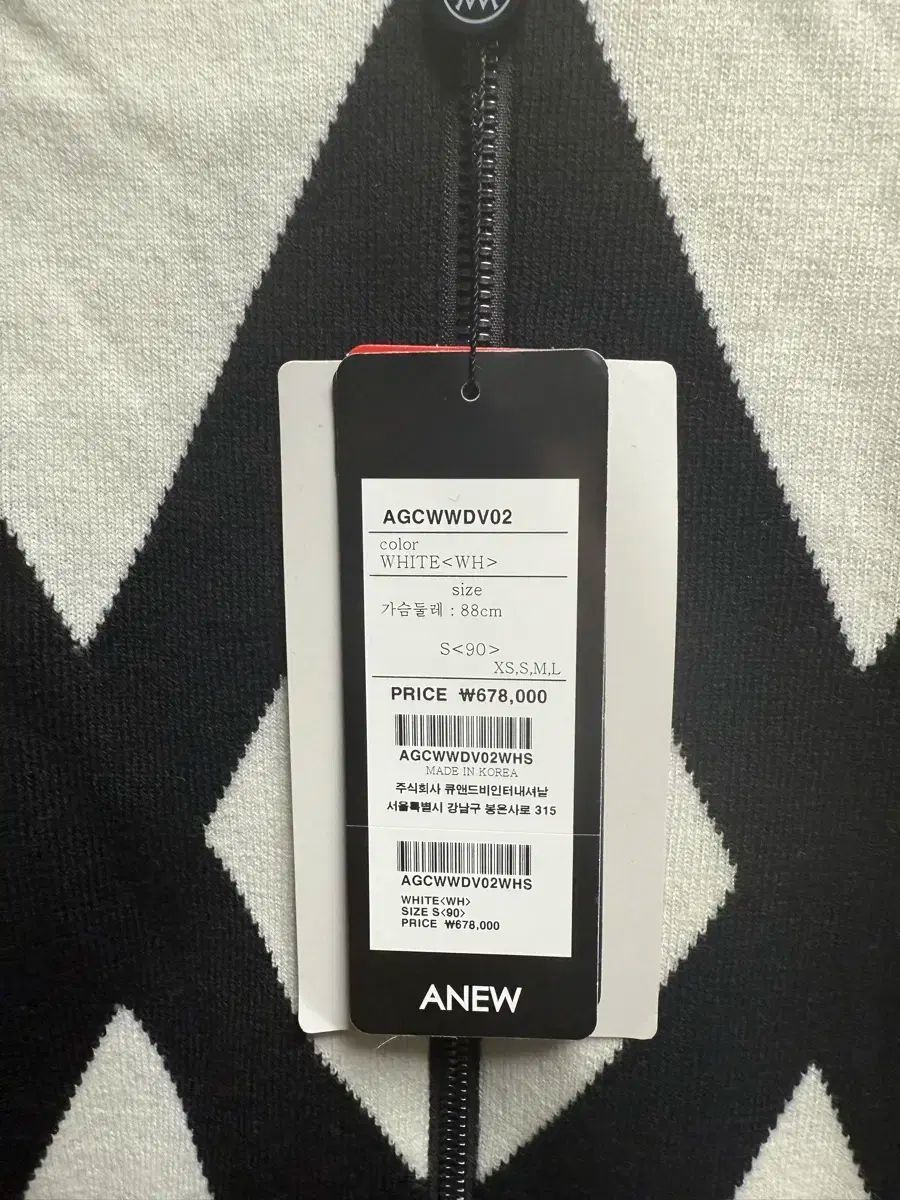 AGCWWDV02
color
WHITE<WH>
size
가슴둘레 : 88cm
S<90>
XS,S,M,L
PRICE ₩678,000
AGCWWDV02WHS
MADE IN KOREA
주식회사 큐앤드비인터내셔날
서울특별시 강남구 봉은사로 315
AGCWWDV02WHS
WHITE<WH>
SIZE S<90>
PRICE ₩678,000
ANEW